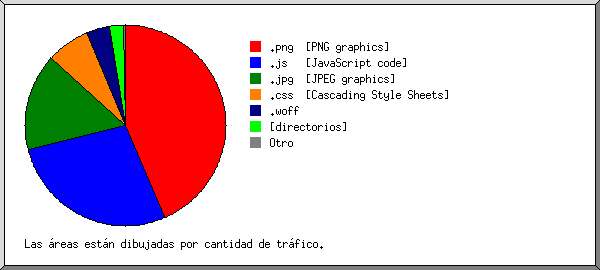 .png [PNG graphics]
.js [JavaScript code]
.jpg [JPEG graphics]
.css [Cascading Style Sheets]
.woff
[directorios]
Otro
Las áreas están dibujadas por cantidad de tráfico.